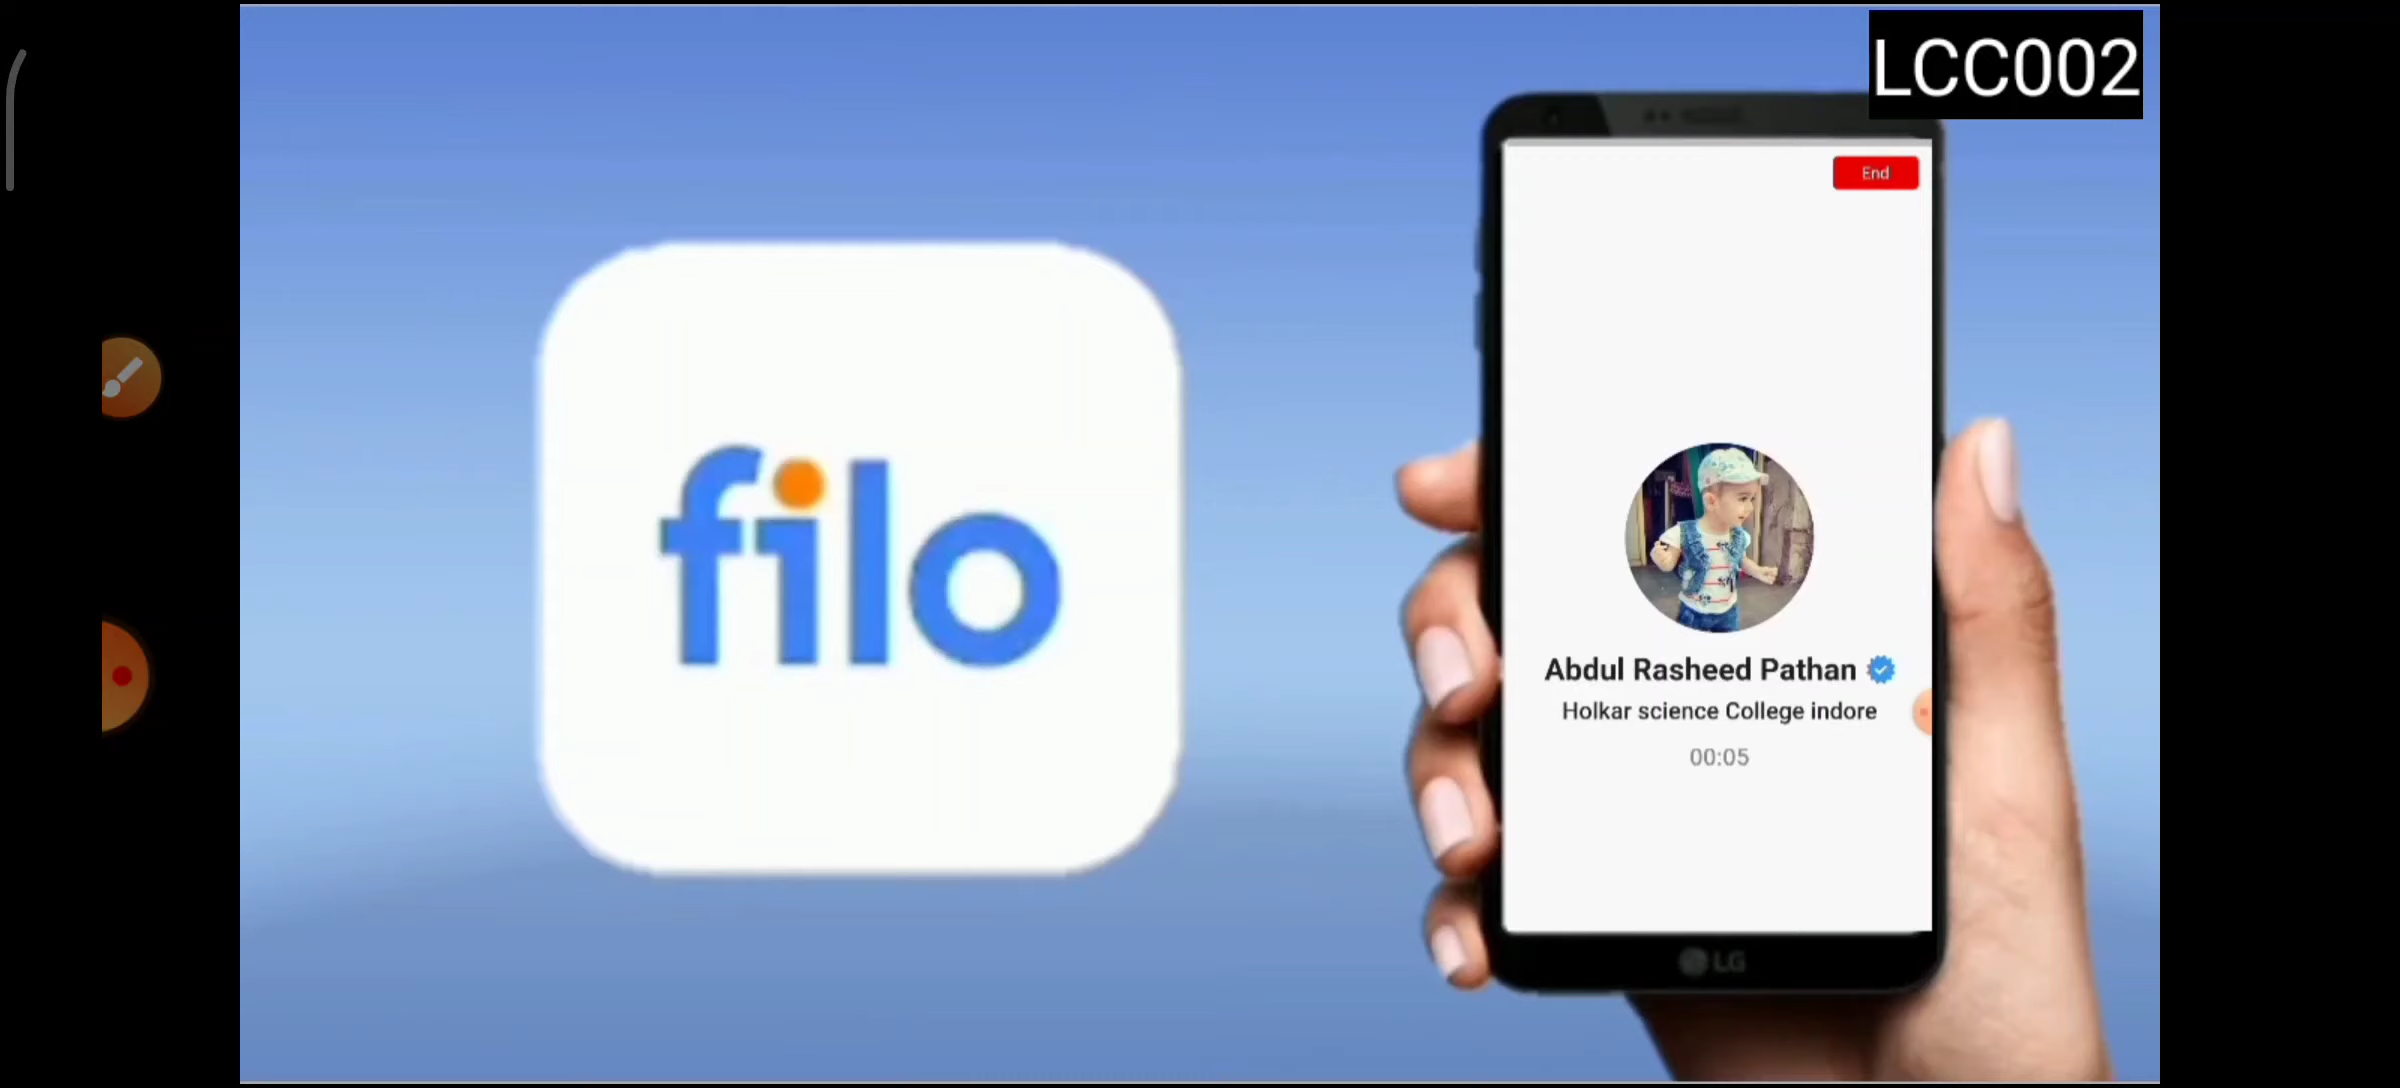 LCC002
End
filo
Abdul Rasheed Pathan
Holkar science College indore
00:05
LG